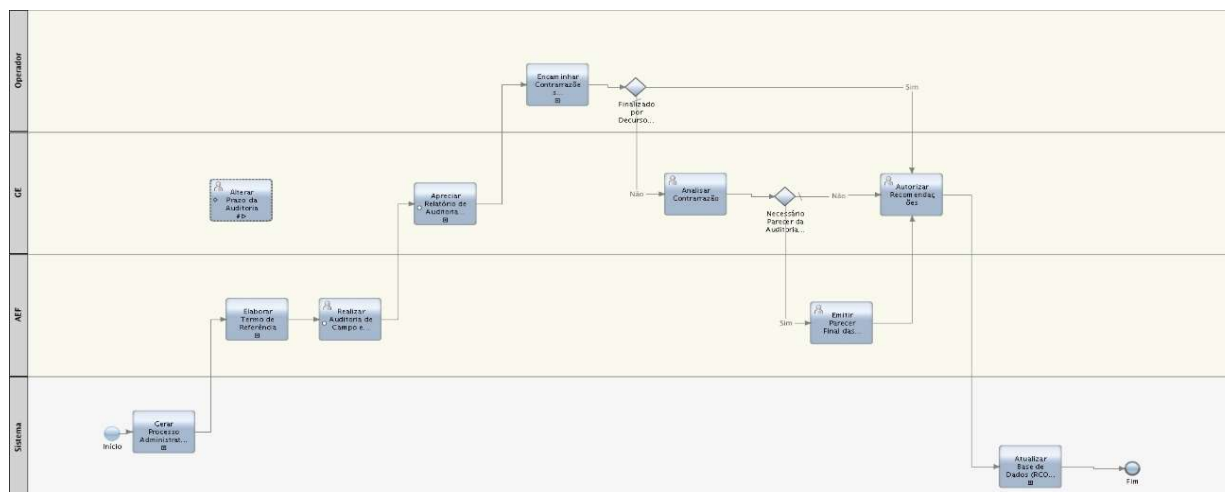 Operador
Encaminhar
Contrarrazõe
s...
Finalizado
por
Decurso...
Sim
GE
Alterar
Prazo da
Auditoria
Apreciar
Relatório de
Auditoria...
Não
Analisar
Contrarrazão
Necessário
Parecer da
Auditoria...
Não
Autorizar
Recomendaç
ões
AEF
Elaborar
Termo de
Referência
Realizar
Auditoria de
Campo e...
Sim
Emitir
Parecer
Final das...
Sistema
Início
Gerar
Processo
Administrat...
Atualizar
Base de
Dados (RCO...
Fim